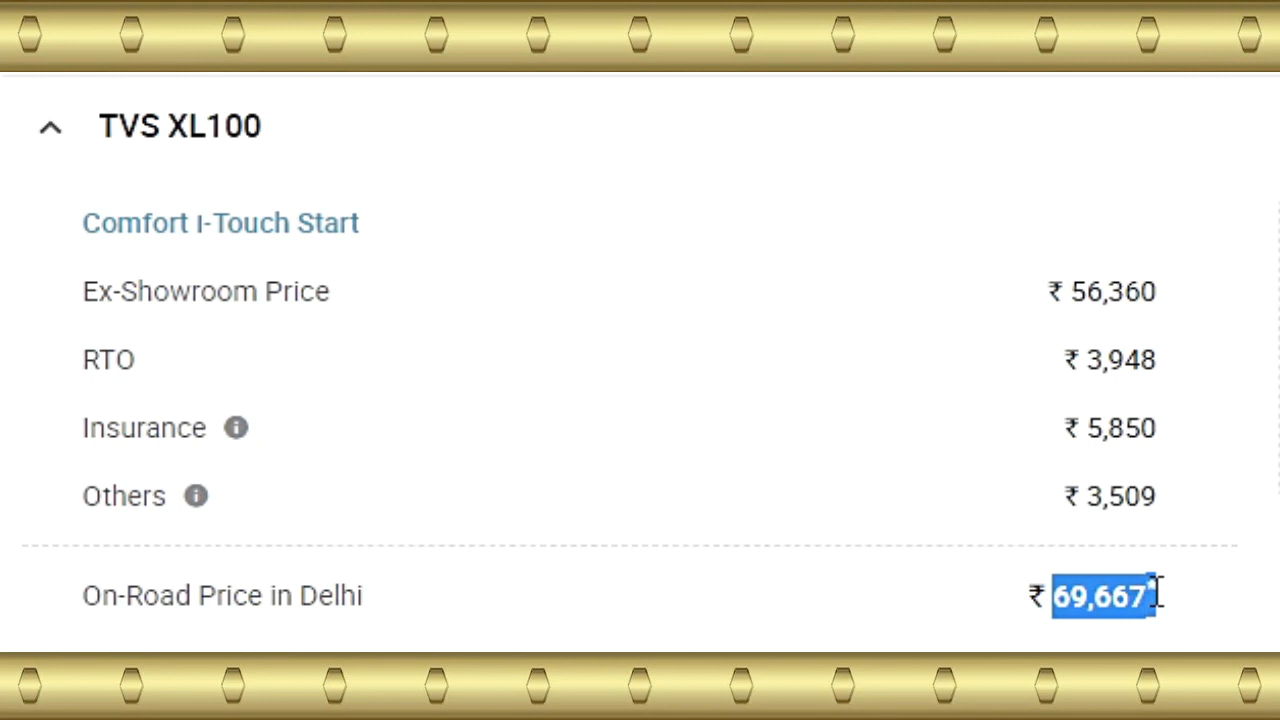 TVS XL100
Comfort I-Touch Start
Ex-Showroom Price ₹ 56,360
RTO ₹ 3,948
Insurance ₹ 5,850
Others ₹ 3,509
On-Road Price in Delhi ₹ 69,667*